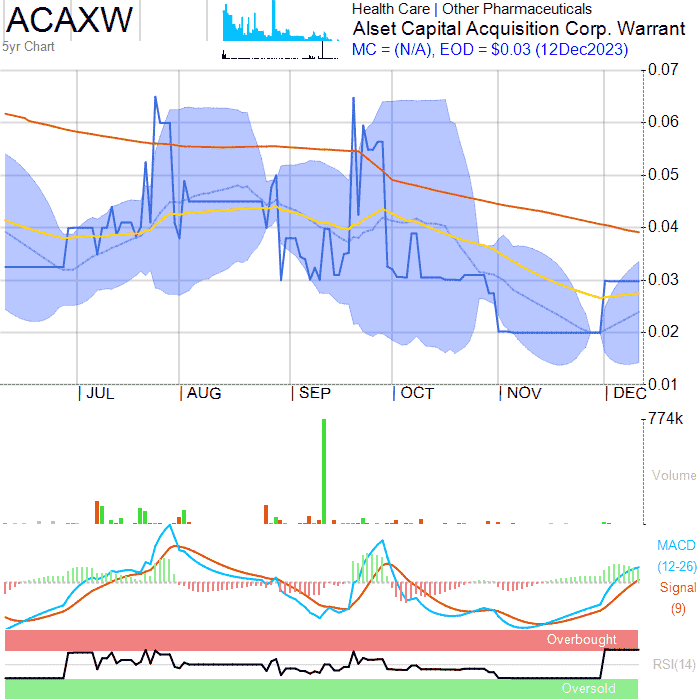 ACAXW
5yr Chart
Health Care | Other Pharmaceuticals
Alset Capital Acquisition Corp. Warrant
MC = (N/A), EOD = $0.03 (12Dec2023)
0.07
0.06
0.05
0.04
0.03
0.02
0.01
JUL AUG SEP OCT NOV DEC
774k
Volume
MACD
(12-26)
Signal
(9)
Overbought
RSI(14)
Oversold